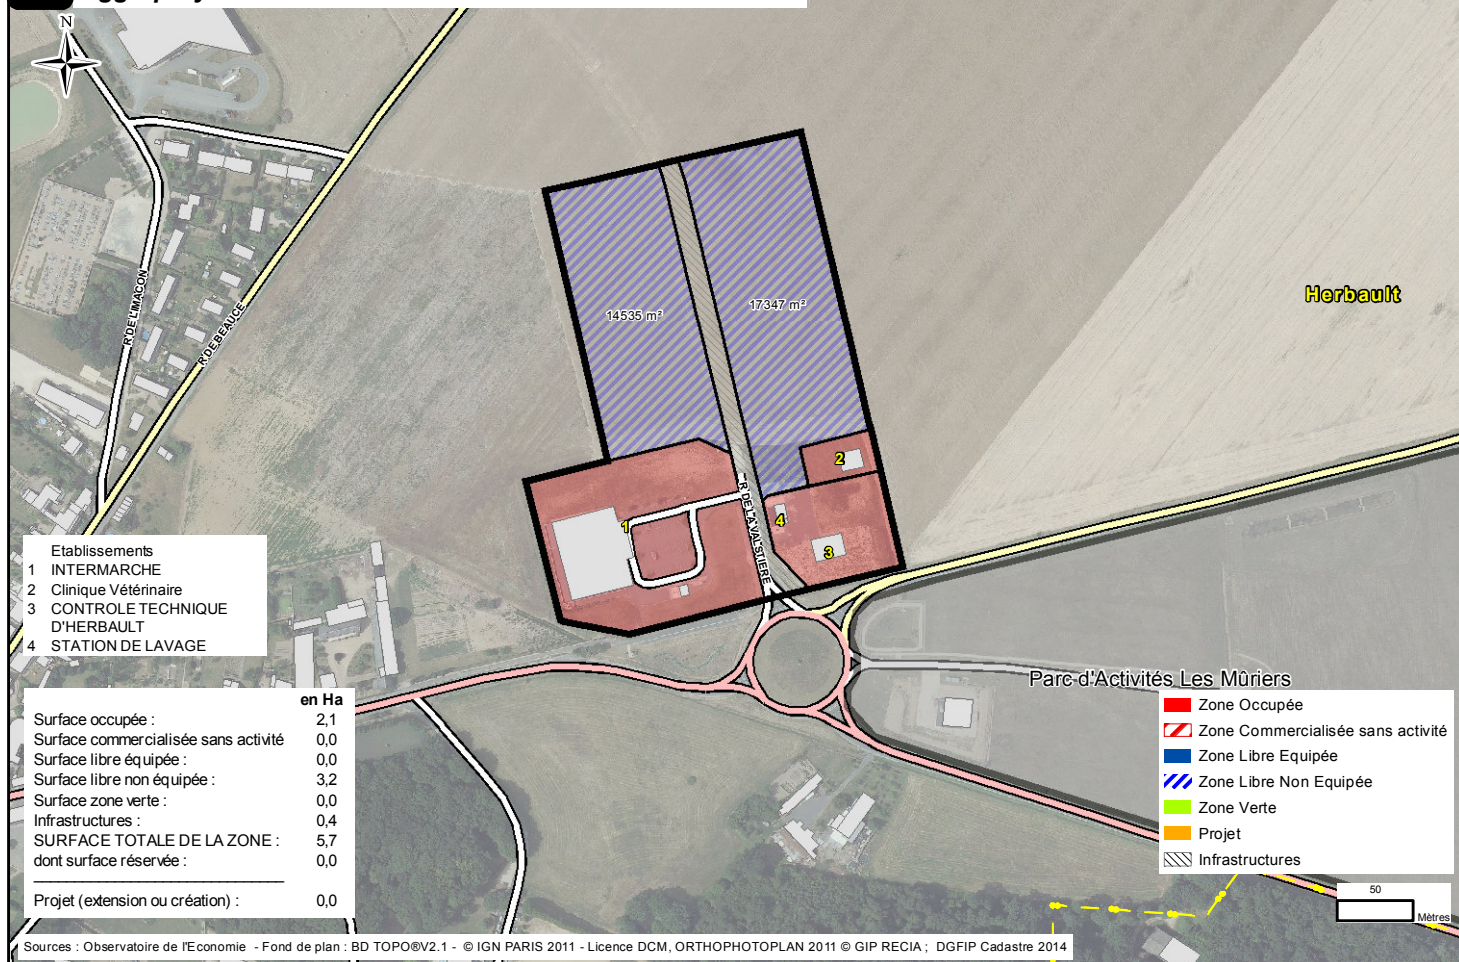 N
R DE L'IMACON
R DE BEAUCE
14535 m²
17347 m²
Herbault
R DE LA VALSTIERE
1
2
3
4
Etablissements
1 INTERMARCHE
2 Clinique Vétérinaire
3 CONTROLE TECHNIQUE
D'HERBAULT
4 STATION DE LAVAGE
en Ha
Surface occupée : 2,1
Surface commercialisée sans activité 0,0
Surface libre équipée : 0,0
Surface libre non équipée : 3,2
Surface zone verte : 0,0
Infrastructures : 0,4
SURFACE TOTALE DE LA ZONE : 5,7
dont surface réservée : 0,0
Projet (extension ou création) : 0,0
Parc d'Activités Les Mûriers
Zone Occupée
Zone Commercialisée sans activité
Zone Libre Equipée
Zone Libre Non Equipée
Zone Verte
Projet
Infrastructures
50
Mètres
Sources : Observatoire de l'Economie - Fond de plan : BD TOPO®V2.1 - © IGN PARIS 2011 - Licence DCM, ORTHOPHOTOPLAN 2011 © GIP RECIA ; DGFIP Cadastre 2014